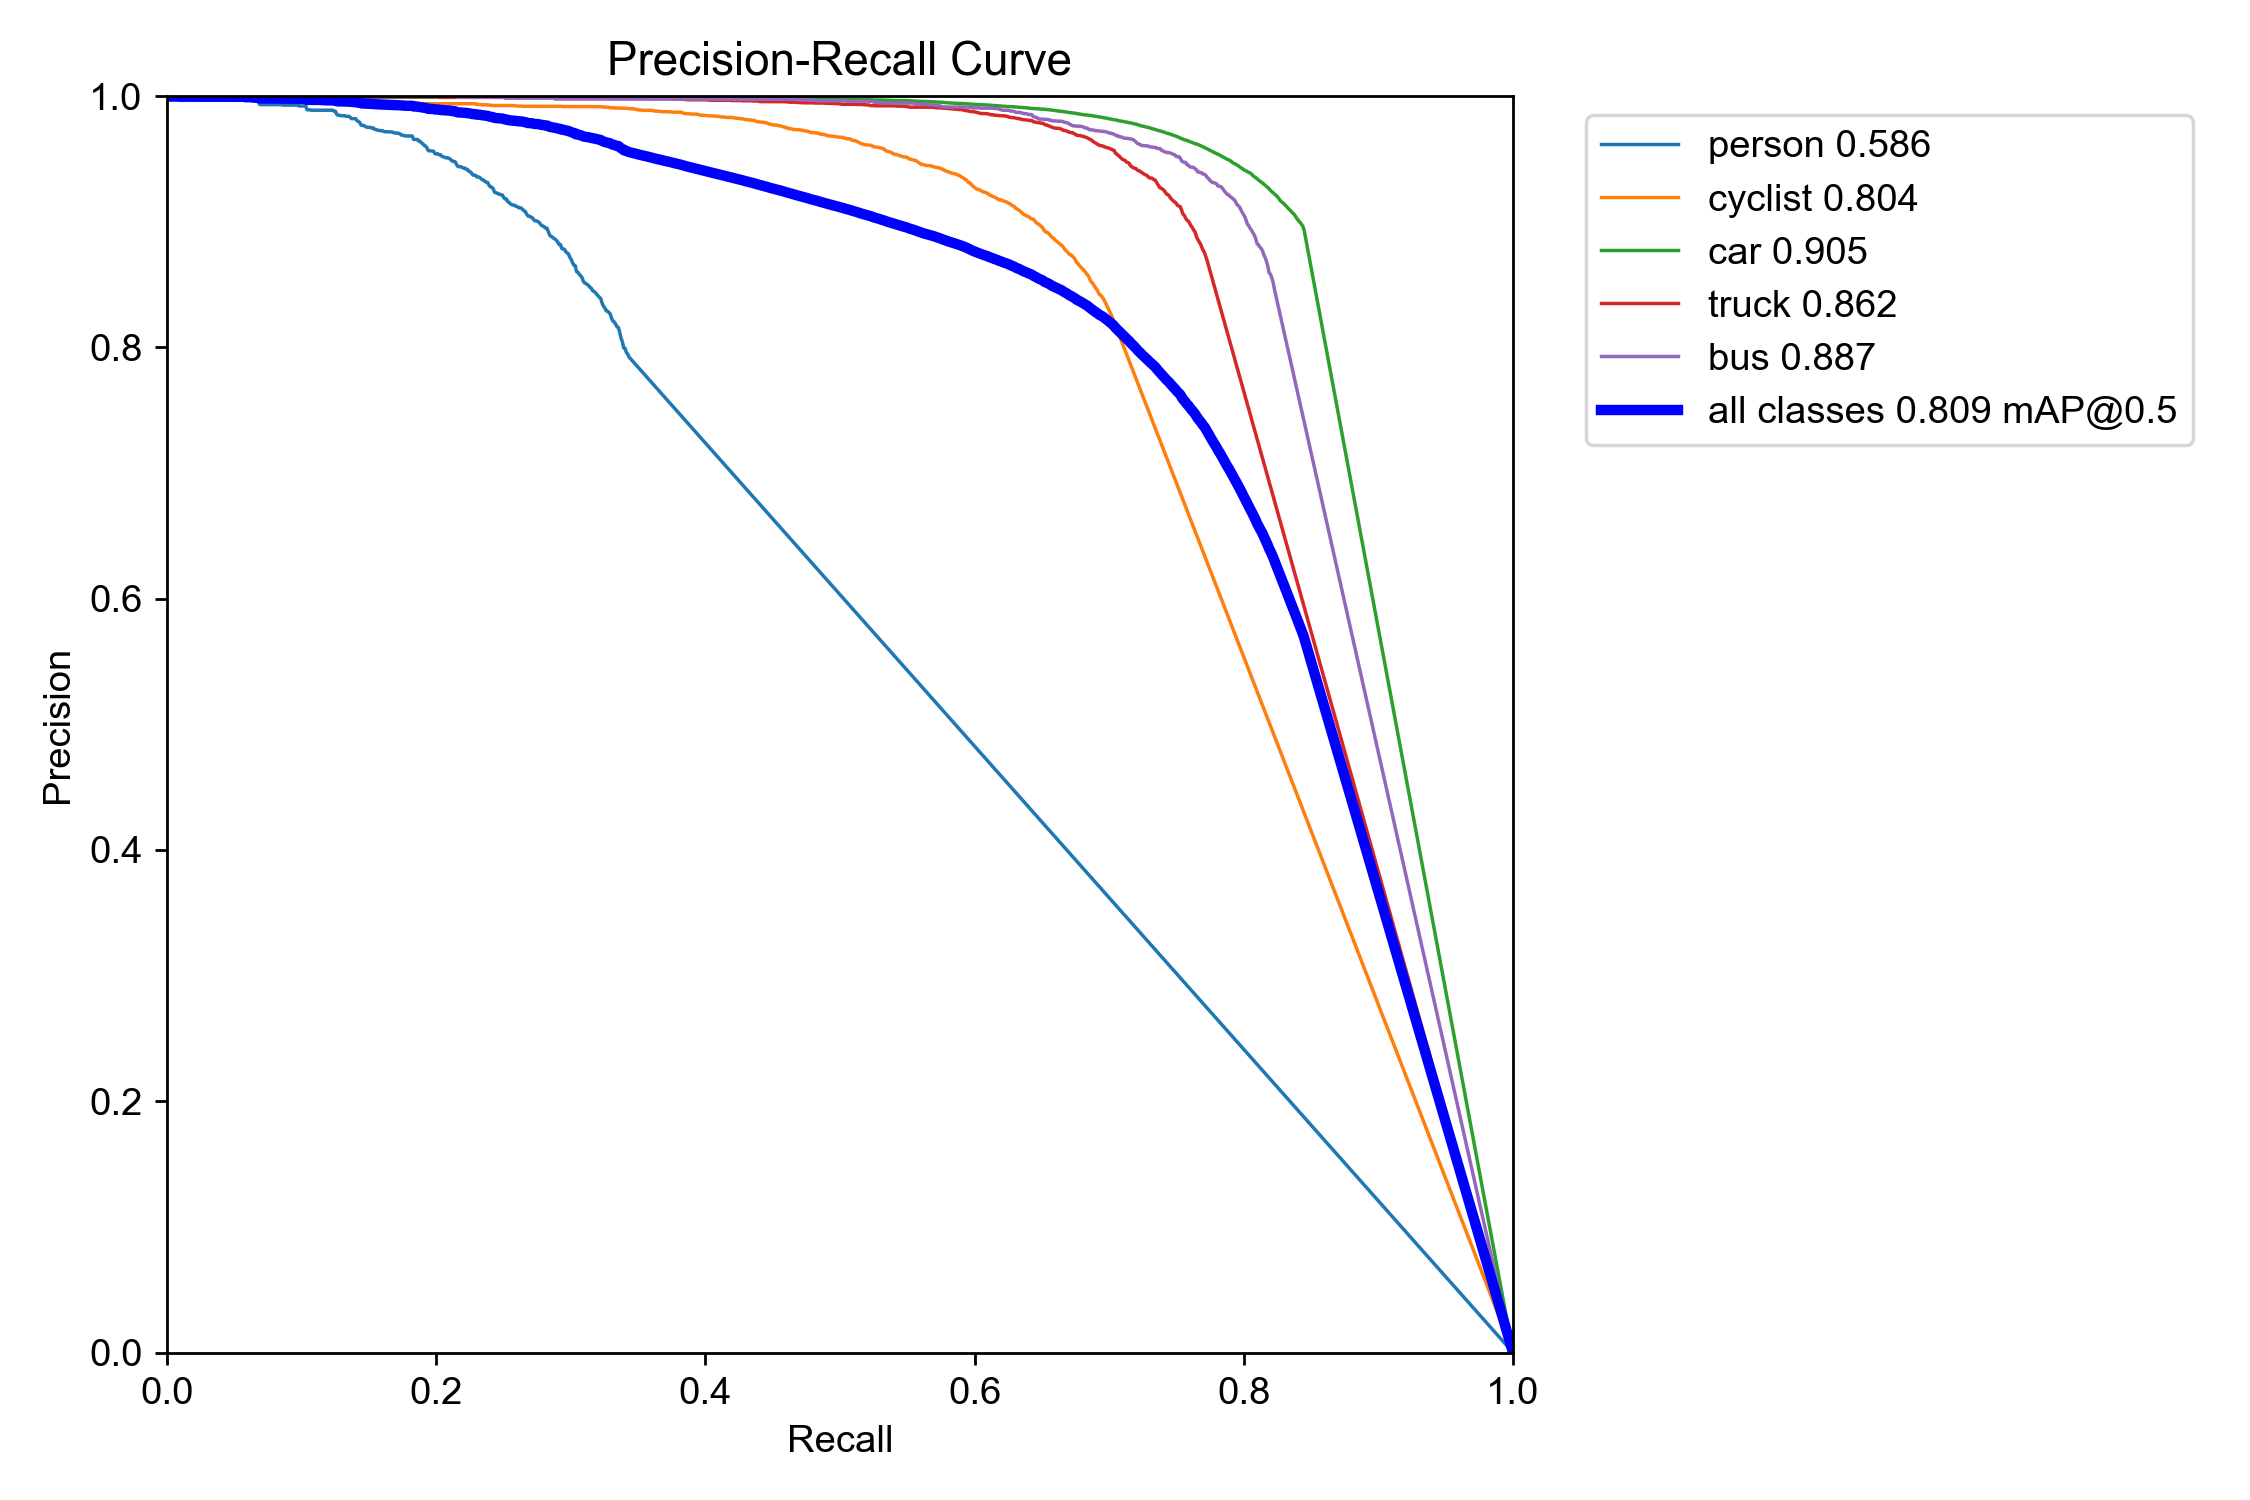 Precision-Recall Curve
1.0
0.8
0.6
0.4
0.2
0.0
Precision
0.0 0.2 0.4 0.6 0.8 1.0
Recall
person 0.586
cyclist 0.804
car 0.905
truck 0.862
bus 0.887
all classes 0.809 mAP@0.5